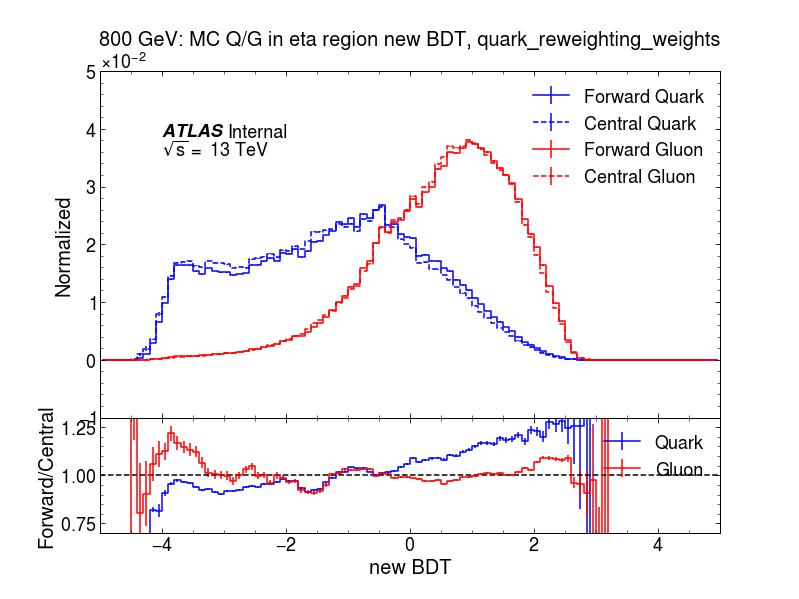 800 GeV: MC Q/G in eta region new BDT, quark_reweighting_weights
×10⁻²
5
4
3
2
1
0
−1
Normalized
ATLAS Internal
√s = 13 TeV
Forward Quark
Central Quark
Forward Gluon
Central Gluon
1.25
1.00
0.75
Forward/Central
Quark
Gluon
−4 −2 0 2 4
new BDT